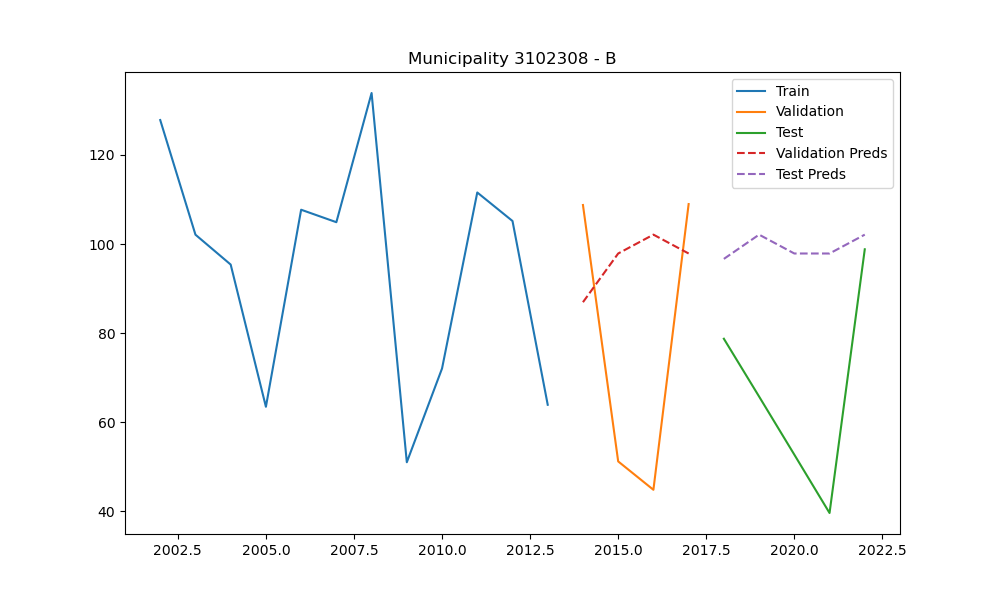 Municipality 3102308 - B
Train
Validation
Test
Validation Preds
Test Preds
120
100
80
60
40
2002.5 2005.0 2007.5 2010.0 2012.5 2015.0 2017.5 2020.0 2022.5